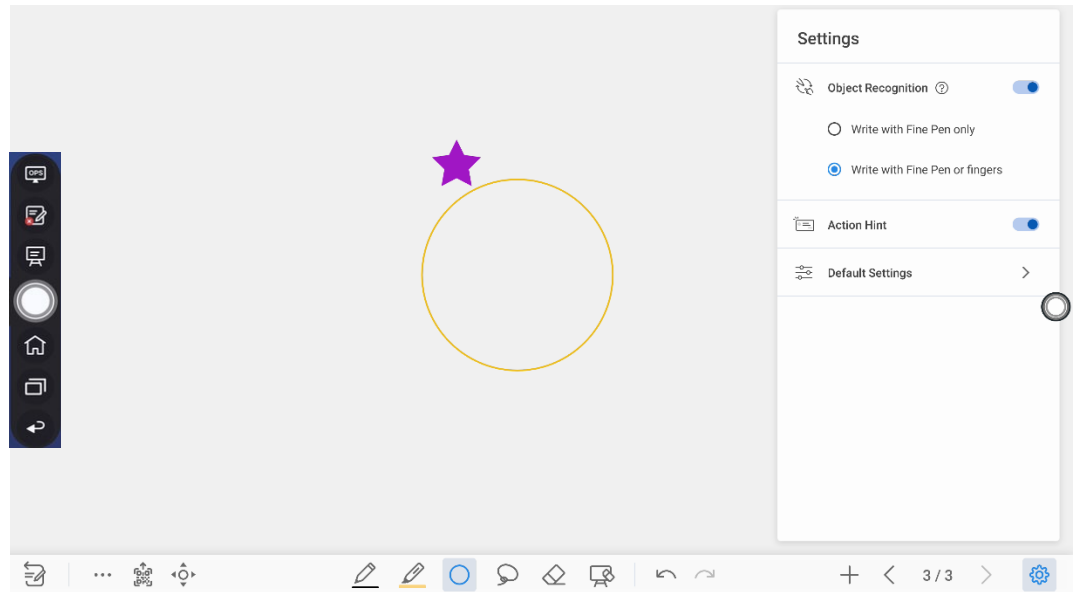 Settings
Object Recognition ?
Write with Fine Pen only
Write with Fine Pen or fingers
Action Hint
Default Settings
OPS
3 / 3